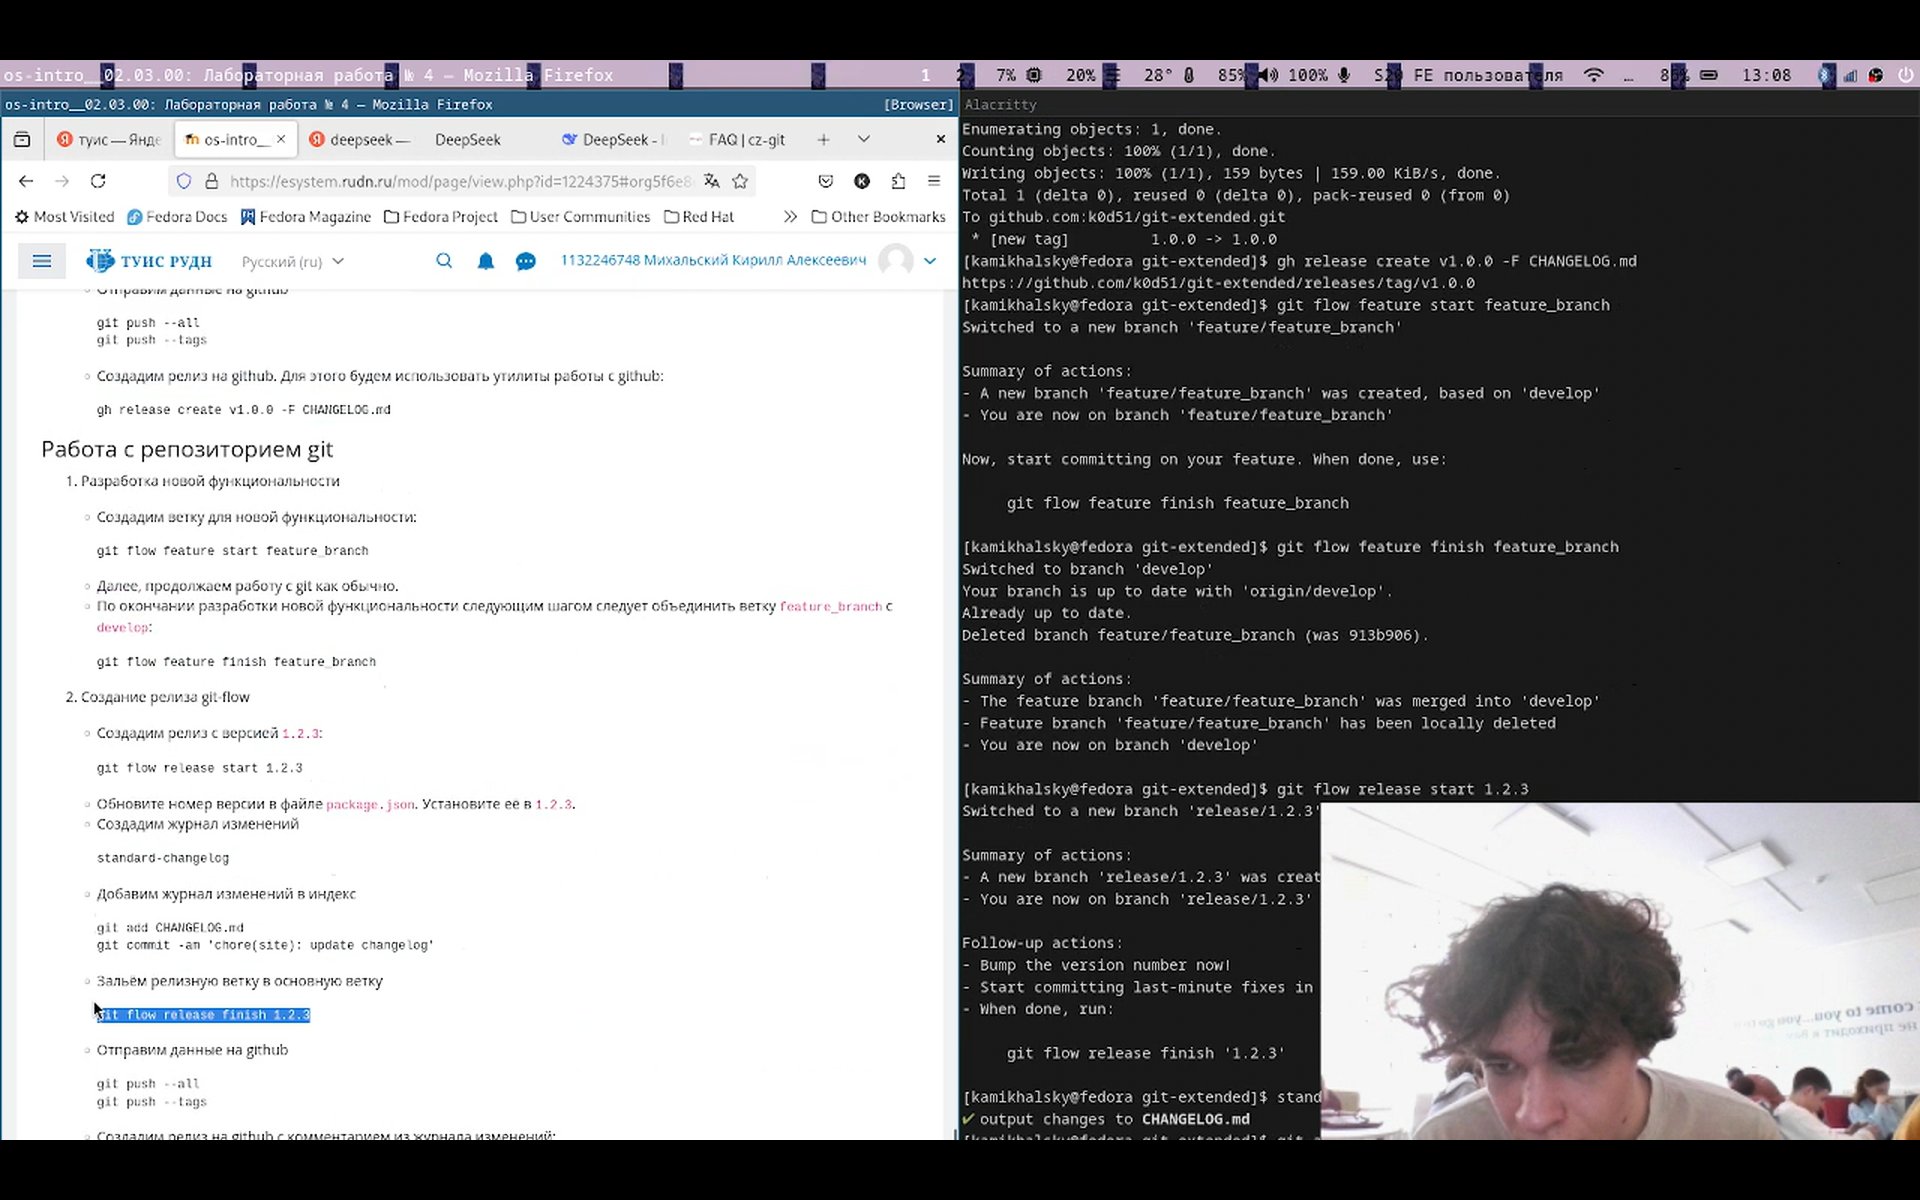 os-intro__02.03.00: Лабораторная работа № 4 — Mozilla Firefox
1 2 7% 20% 28° 85% 100% FE пользователя … 13:08
os-intro__02.03.00: Лабораторная работа № 4 — Mozilla Firefox [Browser]
туис — Янде
os-intro__
deepseek —
DeepSeek
DeepSeek -
FAQ | cz-git
https://esystem.rudn.ru/mod/page/view.php?id=1224375#org5f6e8
Most Visited Fedora Docs Fedora Magazine Fedora Project User Communities Red Hat Other Bookmarks
ТУИС РУДН Русский (ru) 1132246748 Михальский Кирилл Алексеевич
Отправим данные на github
git push --all
git push --tags
Создадим релиз на github. Для этого будем использовать утилиты работы с github:
gh release create v1.0.0 -F CHANGELOG.md
Работа с репозиторием git
1. Разработка новой функциональности
Создадим ветку для новой функциональности:
git flow feature start feature_branch
Далее, продолжаем работу c git как обычно.
По окончании разработки новой функциональности следующим шагом следует объединить ветку feature_branch c
develop:
git flow feature finish feature_branch
2. Создание релиза git-flow
Создадим релиз с версией 1.2.3:
git flow release start 1.2.3
Обновите номер версии в файле package.json. Установите её в 1.2.3.
Создадим журнал изменений
standard-changelog
Добавим журнал изменений в индекс
git add CHANGELOG.md
git commit -am 'chore(site): update changelog'
Зальём релизную ветку в основную ветку
git flow release finish 1.2.3
Отправим данные на github
git push --all
git push --tags
Создадим релиз на github с комментарием из журнала изменений:
Alacritty
Enumerating objects: 1, done.
Counting objects: 100% (1/1), done.
Writing objects: 100% (1/1), 159 bytes | 159.00 KiB/s, done.
Total 1 (delta 0), reused 0 (delta 0), pack-reused 0 (from 0)
To github.com:k0d51/git-extended.git
* [new tag] 1.0.0 -> 1.0.0
[kamikhalsky@fedora git-extended]$ gh release create v1.0.0 -F CHANGELOG.md
https://github.com/k0d51/git-extended/releases/tag/v1.0.0
[kamikhalsky@fedora git-extended]$ git flow feature start feature_branch
Switched to a new branch 'feature/feature_branch'
Summary of actions:
- A new branch 'feature/feature_branch' was created, based on 'develop'
- You are now on branch 'feature/feature_branch'
Now, start committing on your feature. When done, use:
git flow feature finish feature_branch
[kamikhalsky@fedora git-extended]$ git flow feature finish feature_branch
Switched to branch 'develop'
Your branch is up to date with 'origin/develop'.
Already up to date.
Deleted branch feature/feature_branch (was 913b906).
Summary of actions:
- The feature branch 'feature/feature_branch' was merged into 'develop'
- Feature branch 'feature/feature_branch' has been locally deleted
- You are now on branch 'develop'
[kamikhalsky@fedora git-extended]$ git flow release start 1.2.3
Switched to a new branch 'release/1.2.3'
Summary of actions:
- A new branch 'release/1.2.3' was creat
- You are now on branch 'release/1.2.3'
Follow-up actions:
- Bump the version number now!
- Start committing last-minute fixes in
- When done, run:
git flow release finish '1.2.3'
[kamikhalsky@fedora git-extended]$ stand
✔ output changes to CHANGELOG.md
[kamikhalsky@fedora git-extended]$